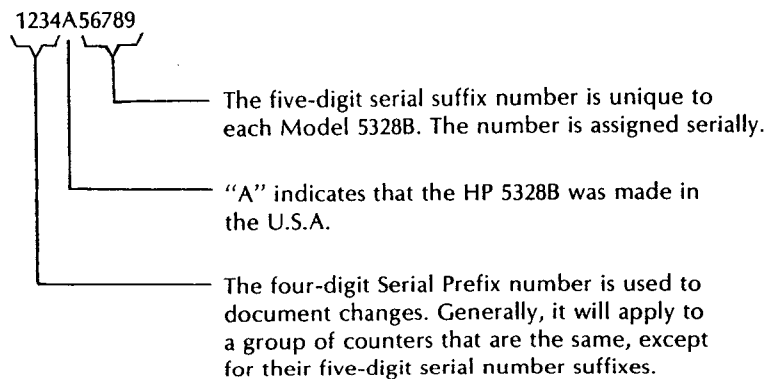 1234A56789
The five-digit serial suffix number is unique to
each Model 5328B. The number is assigned serially.
“A” indicates that the HP 5328B was made in
the U.S.A.
The four-digit Serial Prefix number is used to
document changes. Generally, it will apply to
a group of counters that are the same, except
for their five-digit serial number suffixes.